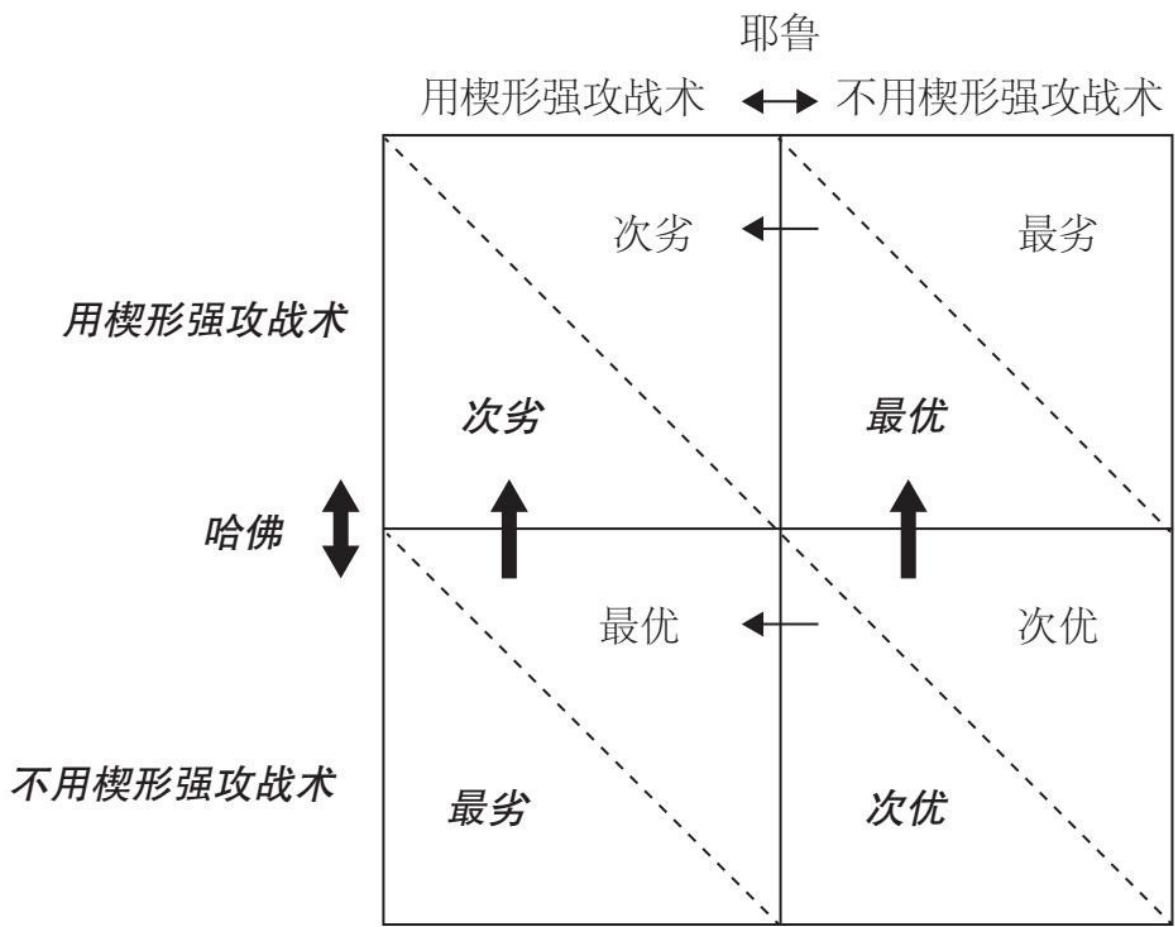 耶鲁
用楔形强攻战术 不用楔形强攻战术
次劣 最劣
用楔形强攻战术
次劣 最优
哈佛
最优 次优
不用楔形强攻战术
最劣 次优